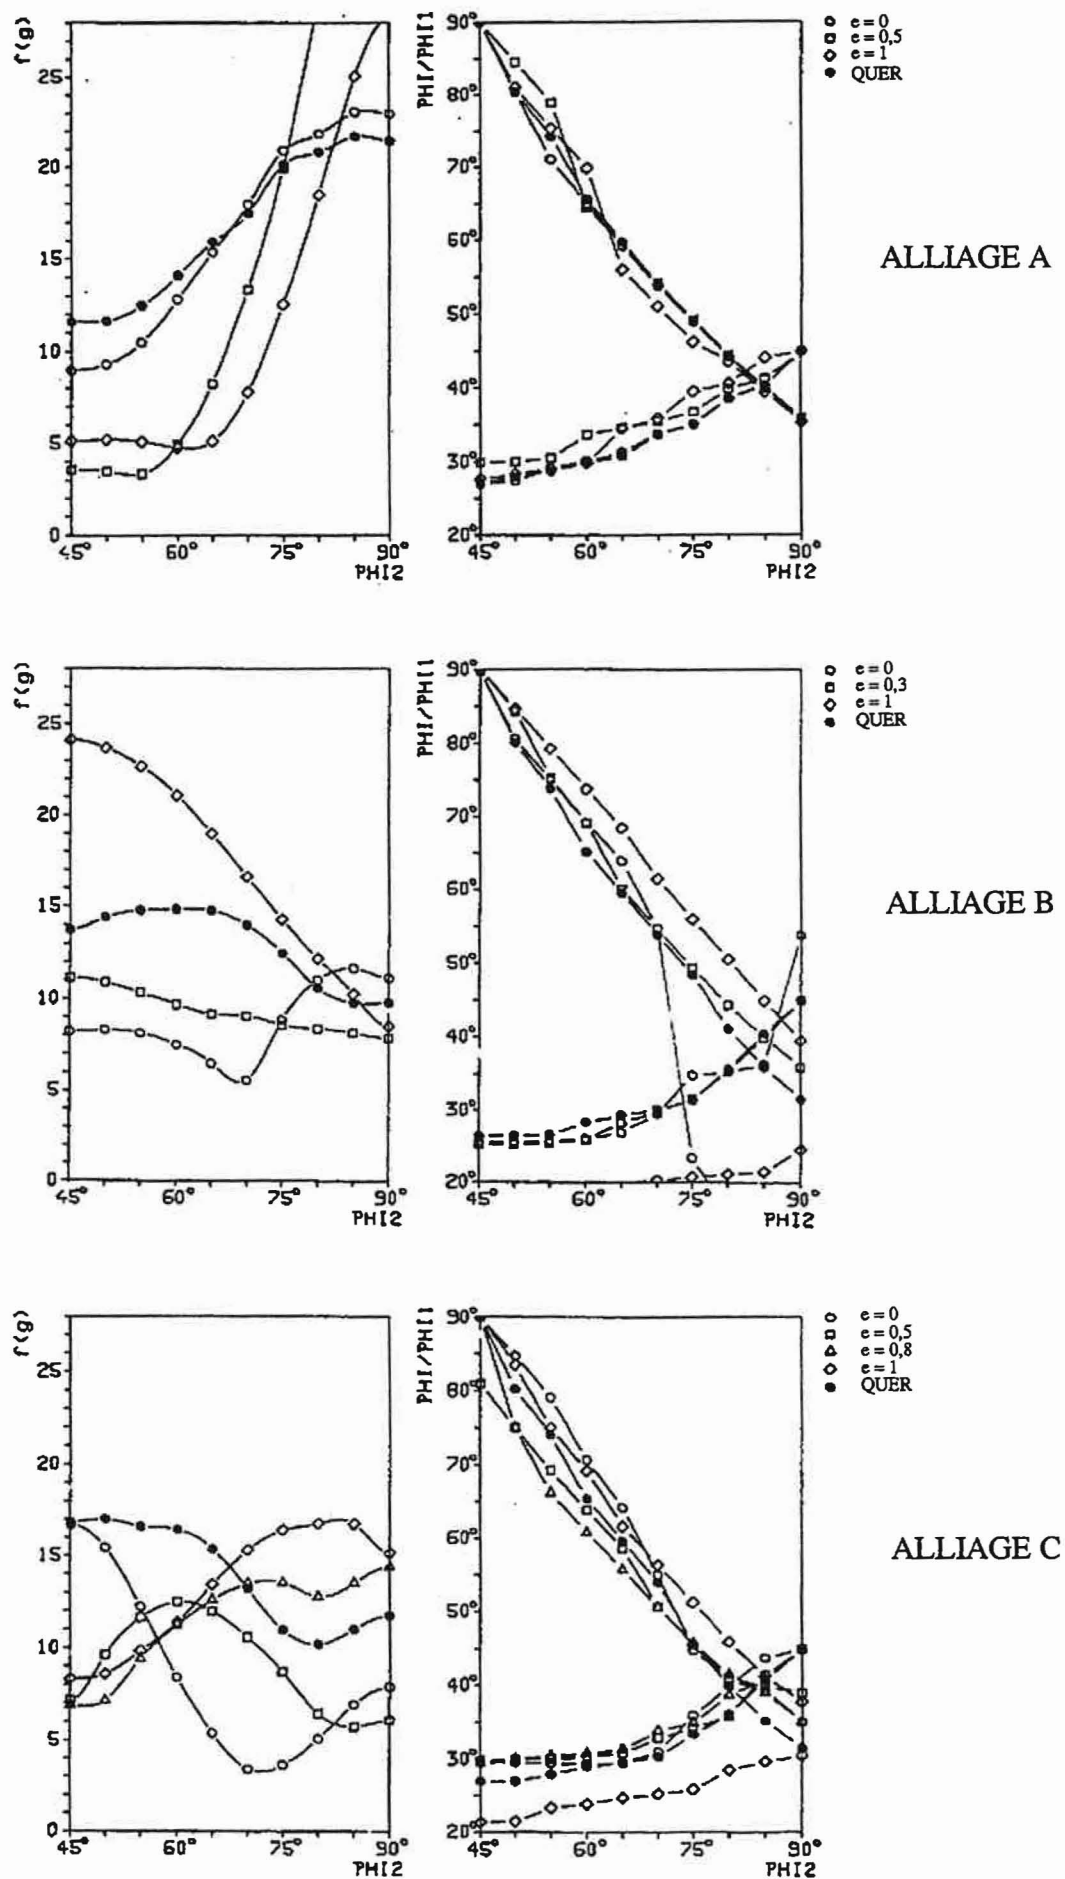 f(g)
25
20
15
10
5
0
45°
60°
75°
90°
PHI2
PHI/PHI1
90°
80°
70°
60°
50°
40°
30°
20°
45°
60°
75°
90°
PHI2
e = 0
e = 0,5
e = 1
QUER
ALLIAGE A
f(g)
25
20
15
10
5
0
45°
60°
75°
90°
PHI2
PHI/PHI1
90°
80°
70°
60°
50°
40°
30°
20°
45°
60°
75°
90°
PHI2
e = 0
e = 0,3
e = 1
QUER
ALLIAGE B
f(g)
25
20
15
10
5
0
45°
60°
75°
90°
PHI2
PHI/PHI1
90°
80°
70°
60°
50°
40°
30°
20°
45°
60°
75°
90°
PHI2
e = 0
e = 0,5
e = 0,8
e = 1
QUER
ALLIAGE C